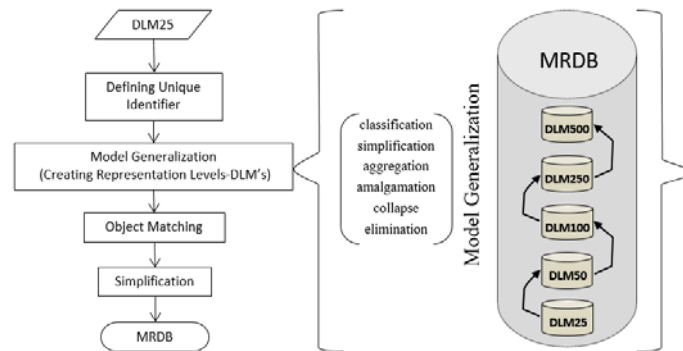 DLM25
Defining Unique
Identifier
Model Generalization
(Creating Representation Levels-DLM's)
Object Matching
Simplification
MRDB
classification
simplification
aggregation
amalgamation
collapse
elimination
Model Generalization
MRDB
DLM500
DLM250
DLM100
DLM50
DLM25